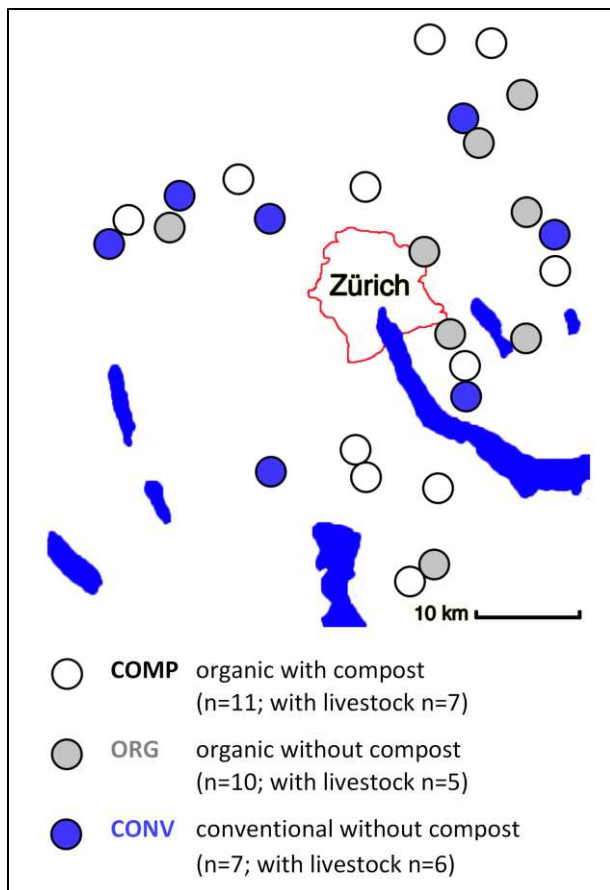 Zürich
10 km
COMP organic with compost
(n=11; with livestock n=7)
ORG organic without compost
(n=10; with livestock n=5)
CONV conventional without compost
(n=7; with livestock n=6)